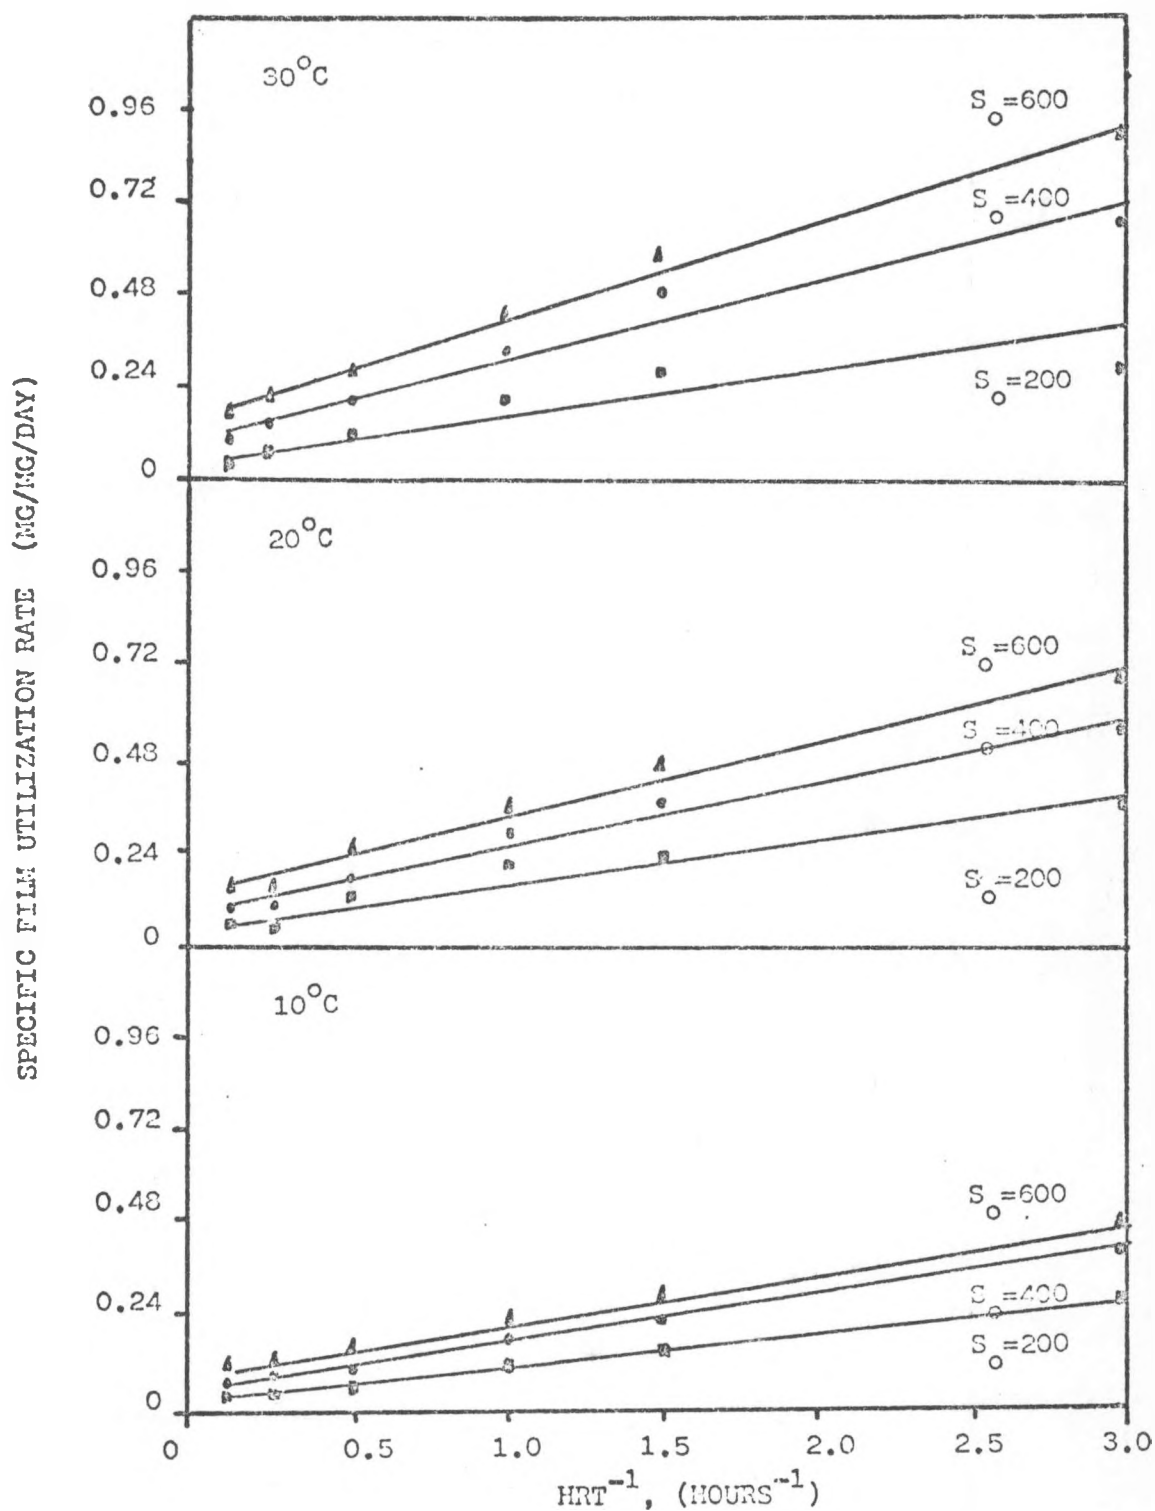 SPECIFIC FILM UTILIZATION RATE (MG/MG/DAY)
30°C
0.96
S₀=600
0.72
S₀=400
0.48
0.24
S₀=200
0
20°C
0.96
0.72
S₀=600
0.48
S₀=400
0.24
S₀=200
0
10°C
0.96
0.72
0.48
S₀=600
0.24
S₀=400
S₀=200
0
0 0.5 1.0 1.5 2.0 2.5 3.0
HRT⁻¹, (HOURS⁻¹)